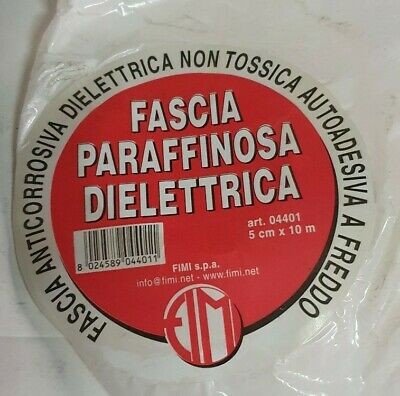 FASCIA ANTICORROSIVA DIELETTRICA NON TOSSICA AUTOADESIVA A FREDDO
FASCIA
PARAFFINOSA
DIELETTRICA
art. 04401
5 cm x 10 m
8 024589 044011
FIMI s.p.a.
info@fimi.net - www.fimi.net
FIMI